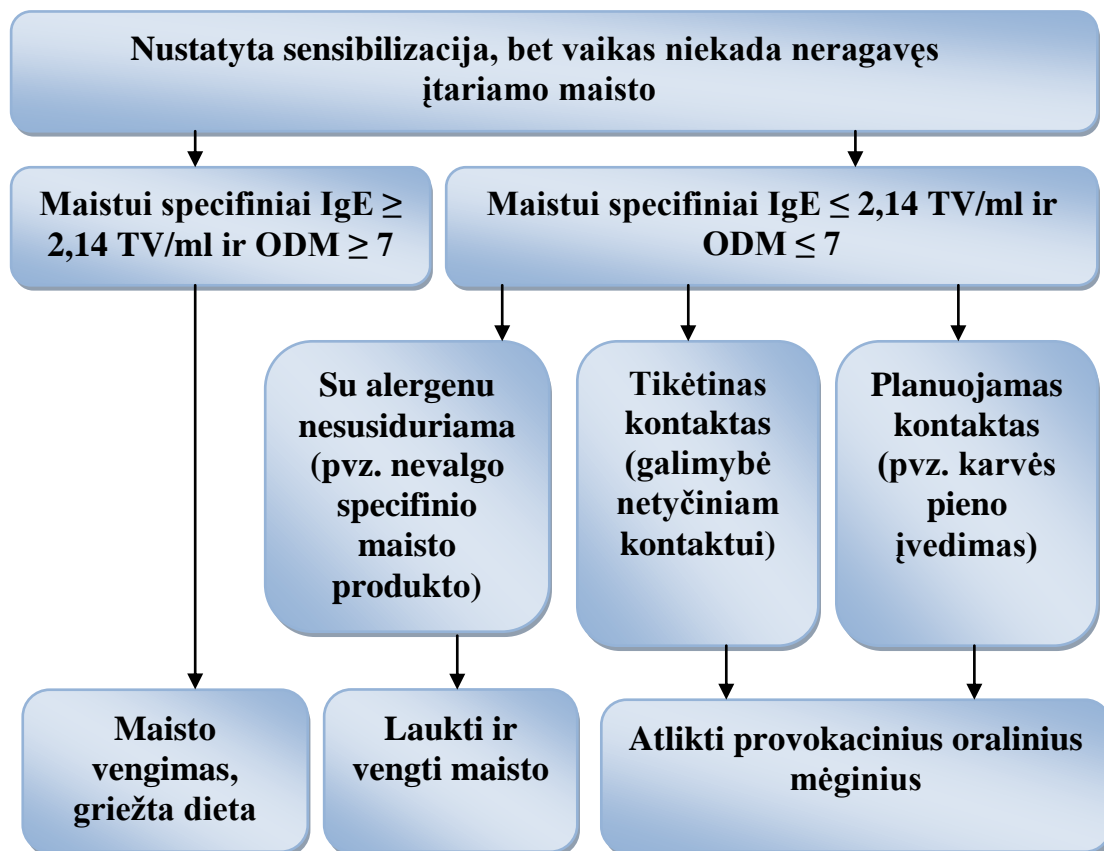 Nustatyta sensibilizacija, bet vaikas niekada neragavęs
įtariamo maisto
Maistui specifiniai IgE ≥
2,14 TV/ml ir ODM ≥ 7
Maistui specifiniai IgE ≤ 2,14 TV/ml ir
ODM ≤ 7
Su alergenu
nesusiduriama
(pvz. nevalgo
specifinio
maisto
produkto)
Tikėtinas
kontaktas
(galimybė
netyčiniam
kontaktui)
Planuojamas
kontaktas
(pvz. karvės
pieno
įvedimas)
Maisto
vengimas,
griežta dieta
Laukti ir
vengti maisto
Atlikti provokacinius oralinius
mėginius